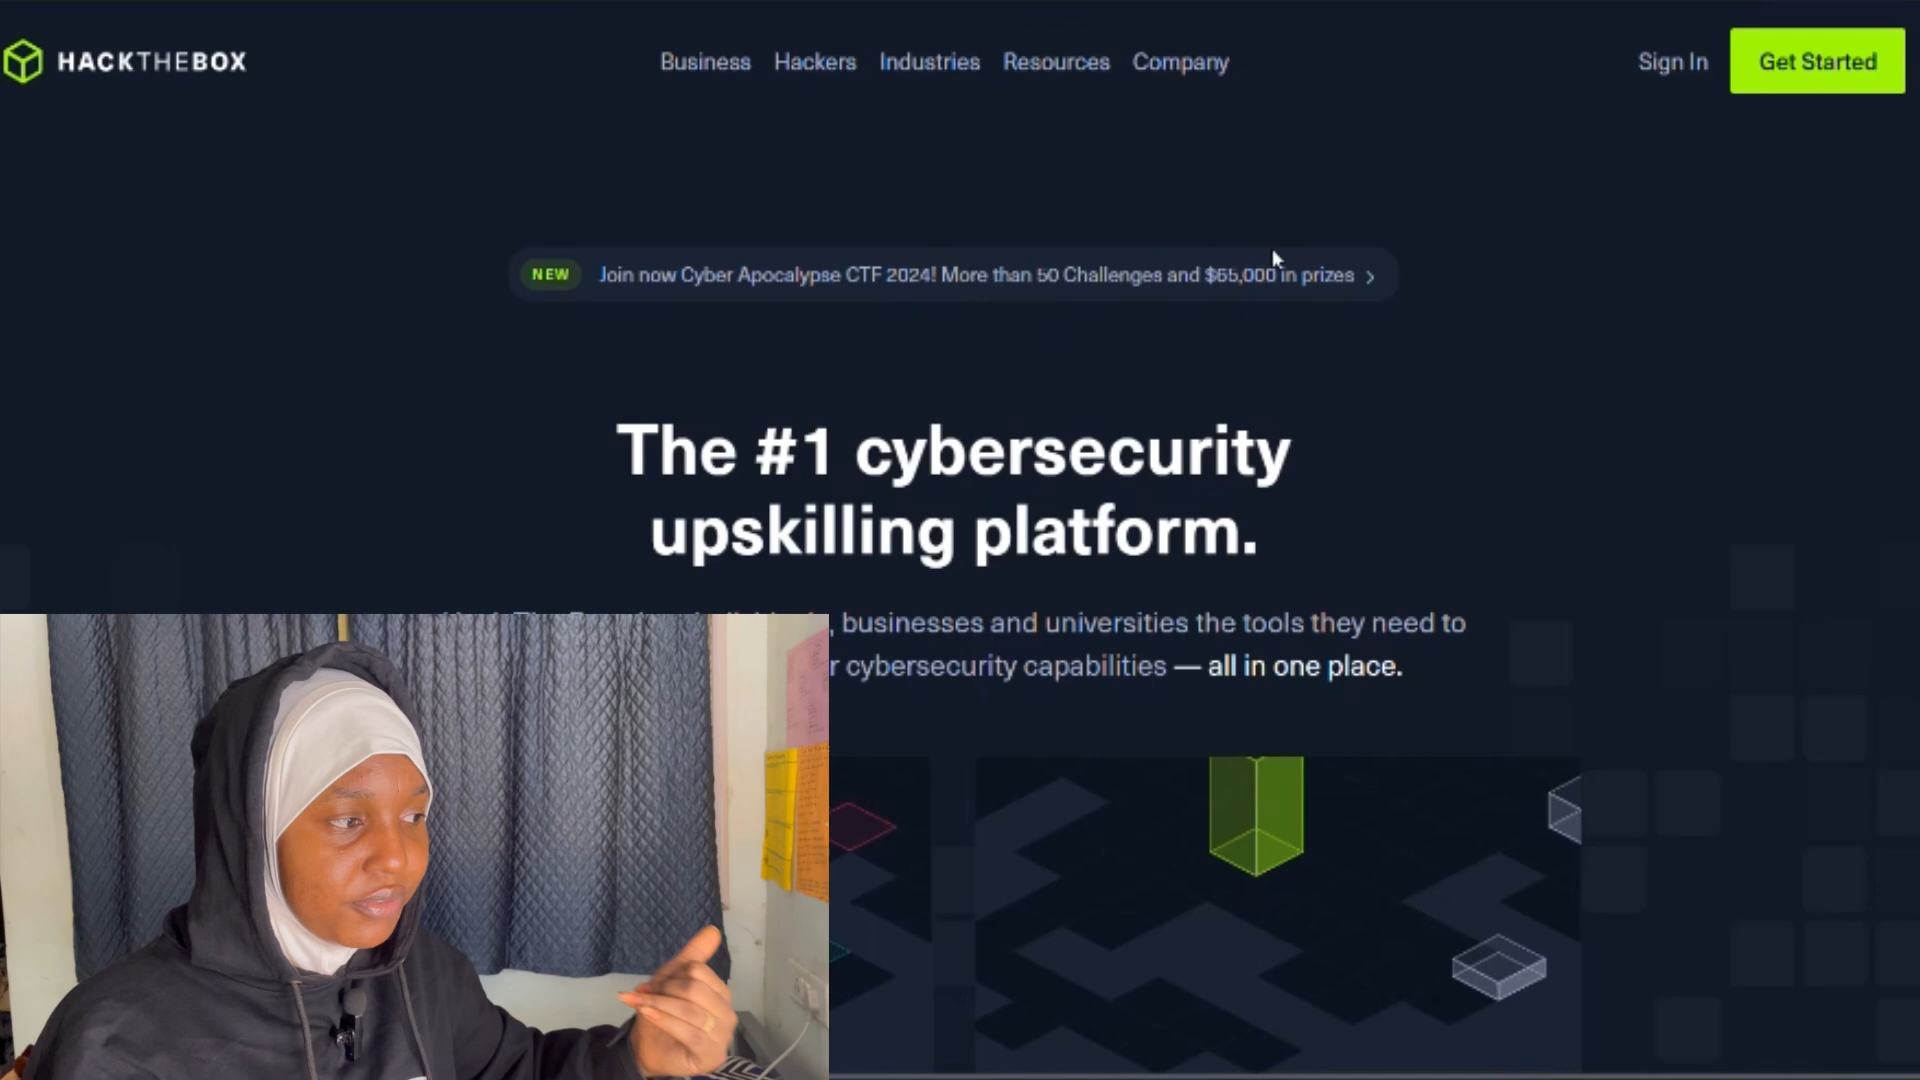 HACKTHEBOX
Business Hackers Industries Resources Company
Sign In
Get Started
NEW Join now Cyber Apocalypse CTF 2024! More than 50 Challenges and $65,000 in prizes
The #1 cybersecurity
upskilling platform.
, businesses and universities the tools they need to
r cybersecurity capabilities — all in one place.